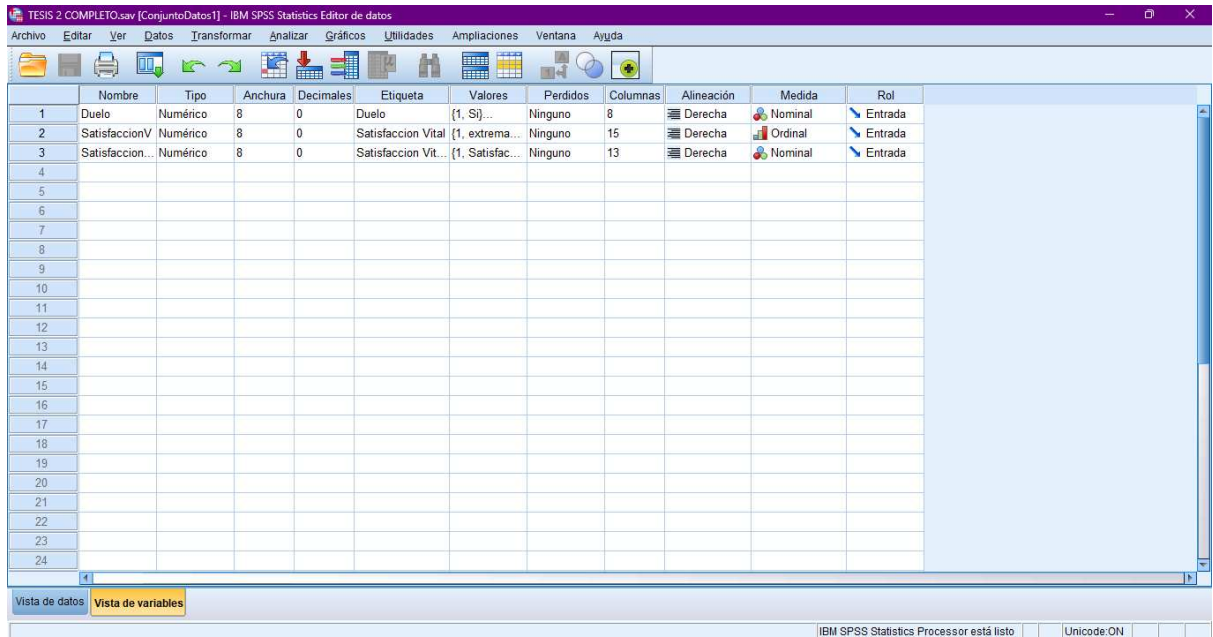 TESIS 2 COMPLETO.sav [ConjuntoDatos1] - IBM SPSS Statistics Editor de datos
Archivo Editar Ver Datos Transformar Analizar Gráficos Utilidades Ampliaciones Ventana Ayuda
Nombre Tipo Anchura Decimales Etiqueta Valores Perdidos Columnas Alineación Medida Rol
1 Duelo Numérico 8 0 Duelo {1, Si}... Ninguno 8 Derecha Nominal Entrada
2 SatisfaccionV Numérico 8 0 Satisfaccion Vital {1, extrema... Ninguno 15 Derecha Ordinal Entrada
3 Satisfaccion... Numérico 8 0 Satisfaccion Vit... {1, Satisfac... Ninguno 13 Derecha Nominal Entrada
4
5
6
7
8
9
10
11
12
13
14
15
16
17
18
19
20
21
22
23
24
Vista de datos Vista de variables
IBM SPSS Statistics Processor está listo Unicode:ON